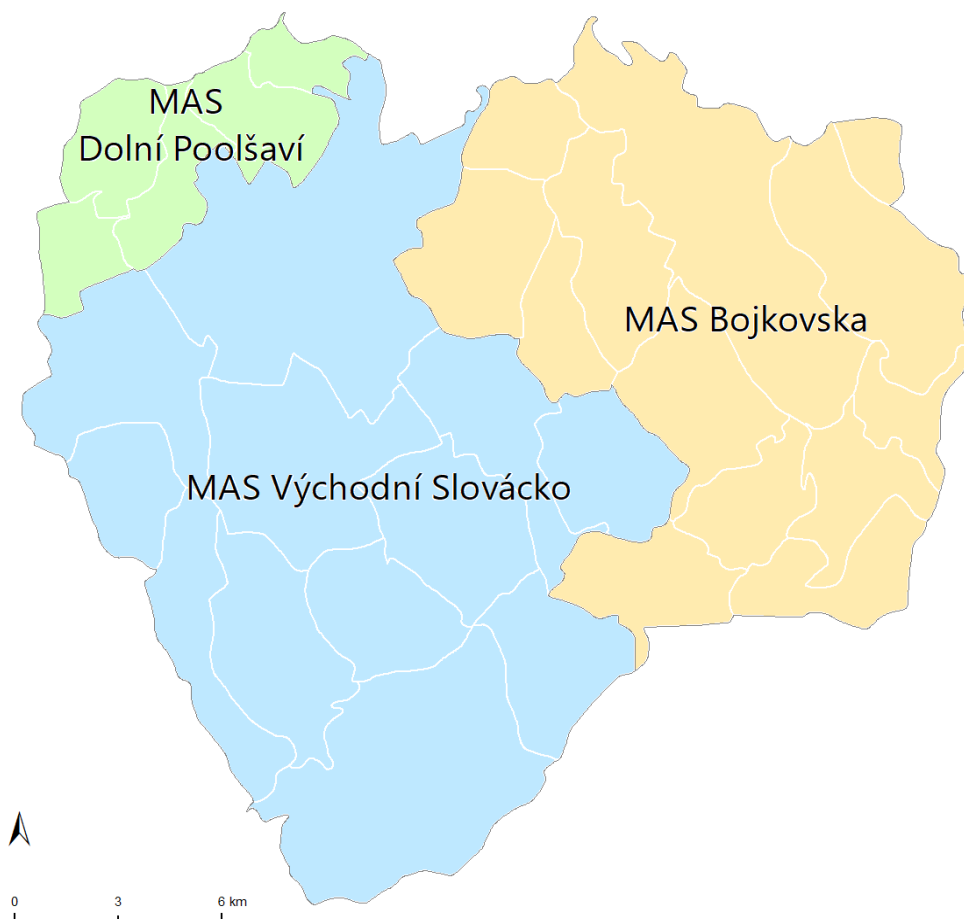 MAS
Dolní Poolšaví
MAS Bojkovska
MAS Východní Slovácko
0 3 6 km